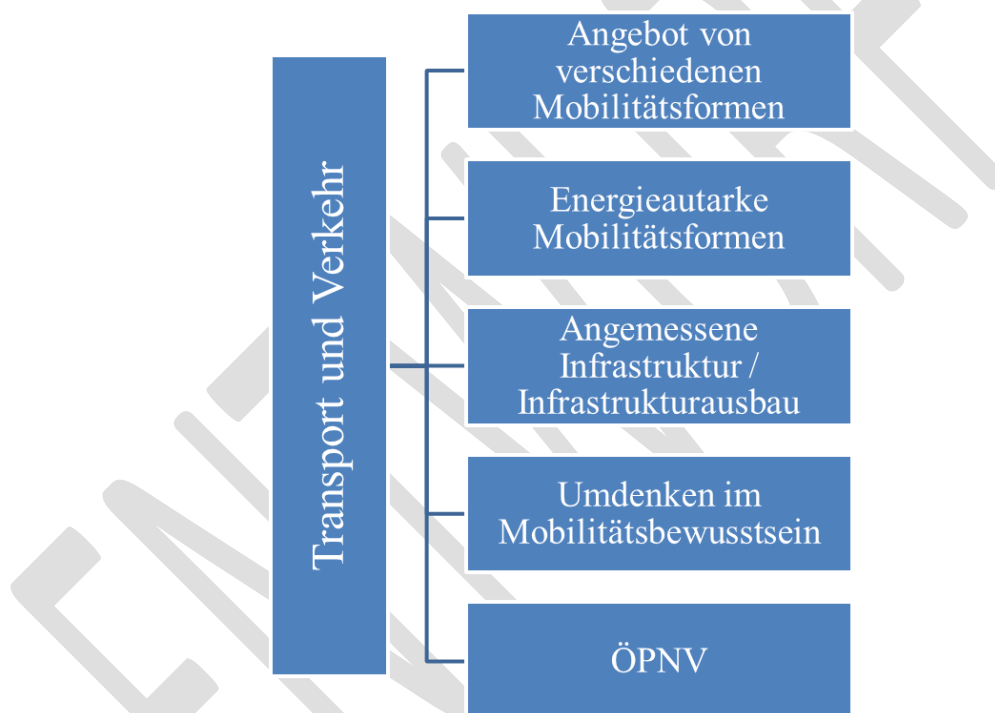 Transport und Verkehr
Angebot von
verschiedenen
Mobilitätsformen
Energieautarke
Mobilitätsformen
Angemessene
Infrastruktur /
Infrastrukturausbau
Umdenken im
Mobilitätsbewusstsein
ÖPNV